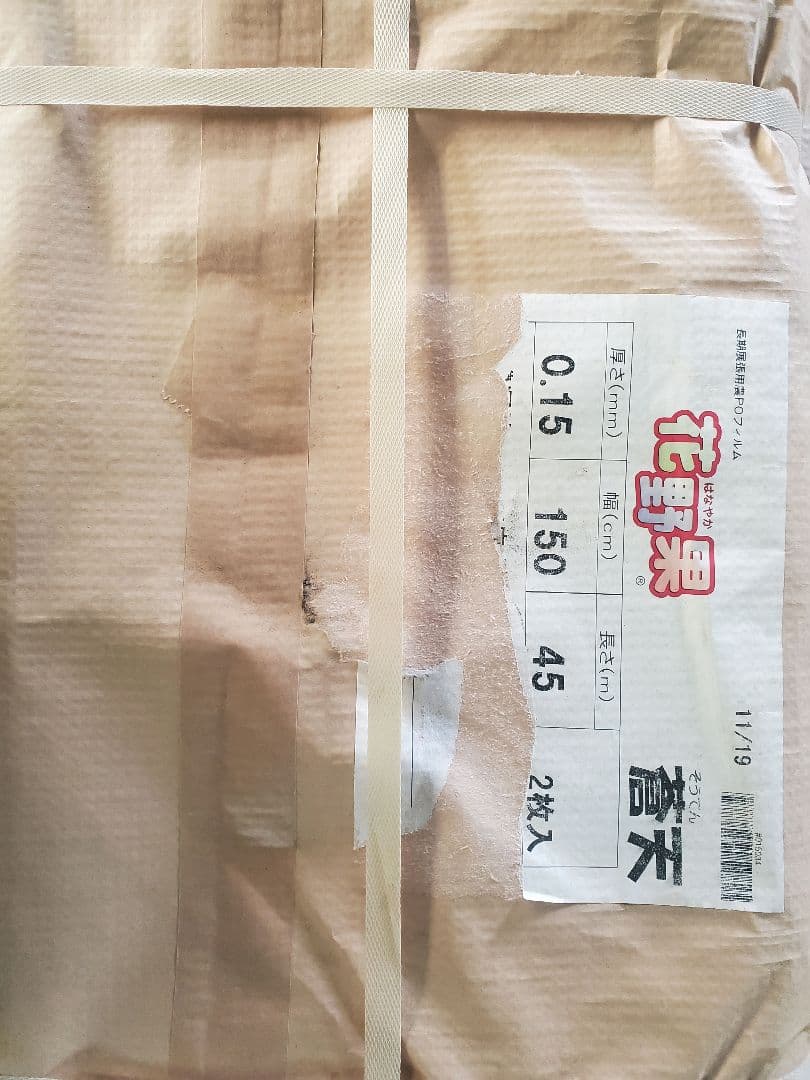 長期展張用農POフィルム
はなやか
花野果®
11/19
#016534
そうてん
蒼天
厚さ(mm) 幅(cm) 長さ(m)
0.15 150 45 2枚入